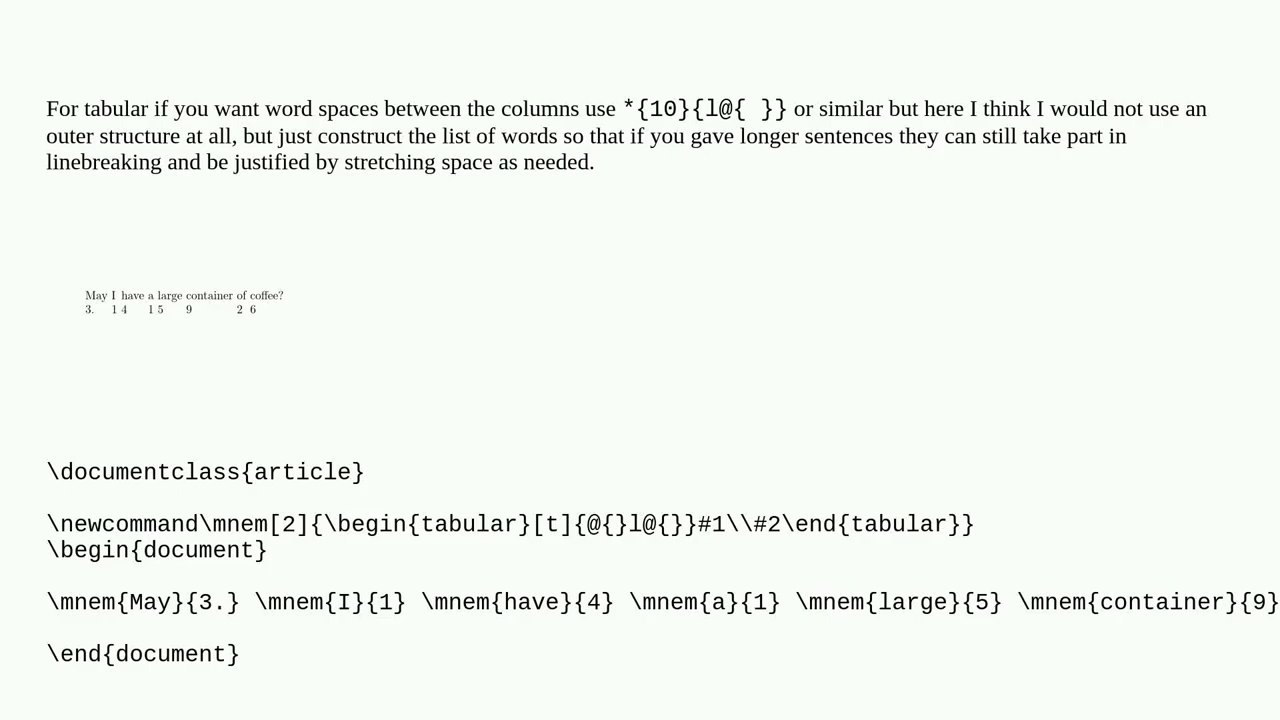 For tabular if you want word spaces between the columns use *{10}{l@{ }} or similar but here I think I would not use an
outer structure at all, but just construct the list of words so that if you gave longer sentences they can still take part in
linebreaking and be justified by stretching space as needed.
May I have a large container of coffee?
3. 1 4 1 5 9 2 6
\documentclass{article}
\newcommand\mnem[2]{\begin{tabular}[t]{@{}l@{}}#1\\#2\end{tabular}}
\begin{document}
\mnem{May}{3.} \mnem{I}{1} \mnem{have}{4} \mnem{a}{1} \mnem{large}{5} \mnem{container}{9}
\end{document}